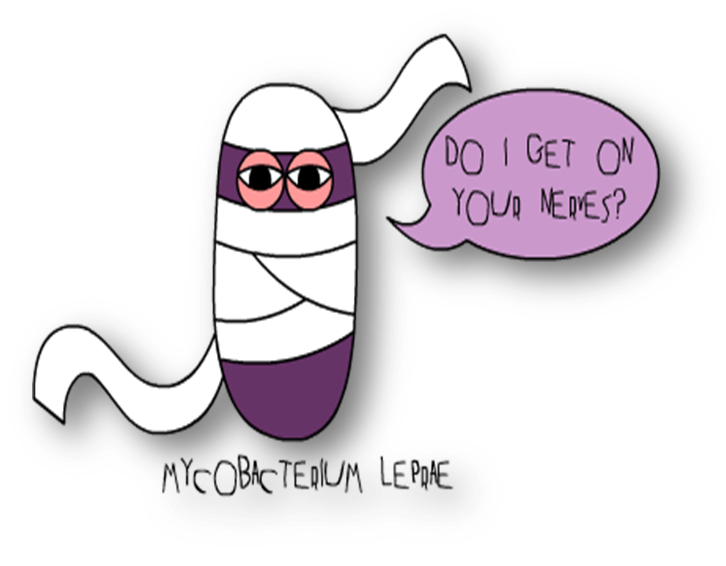 DO I GET ON
YOUR NERVES?
MYCOBACTERIUM LEPRAE